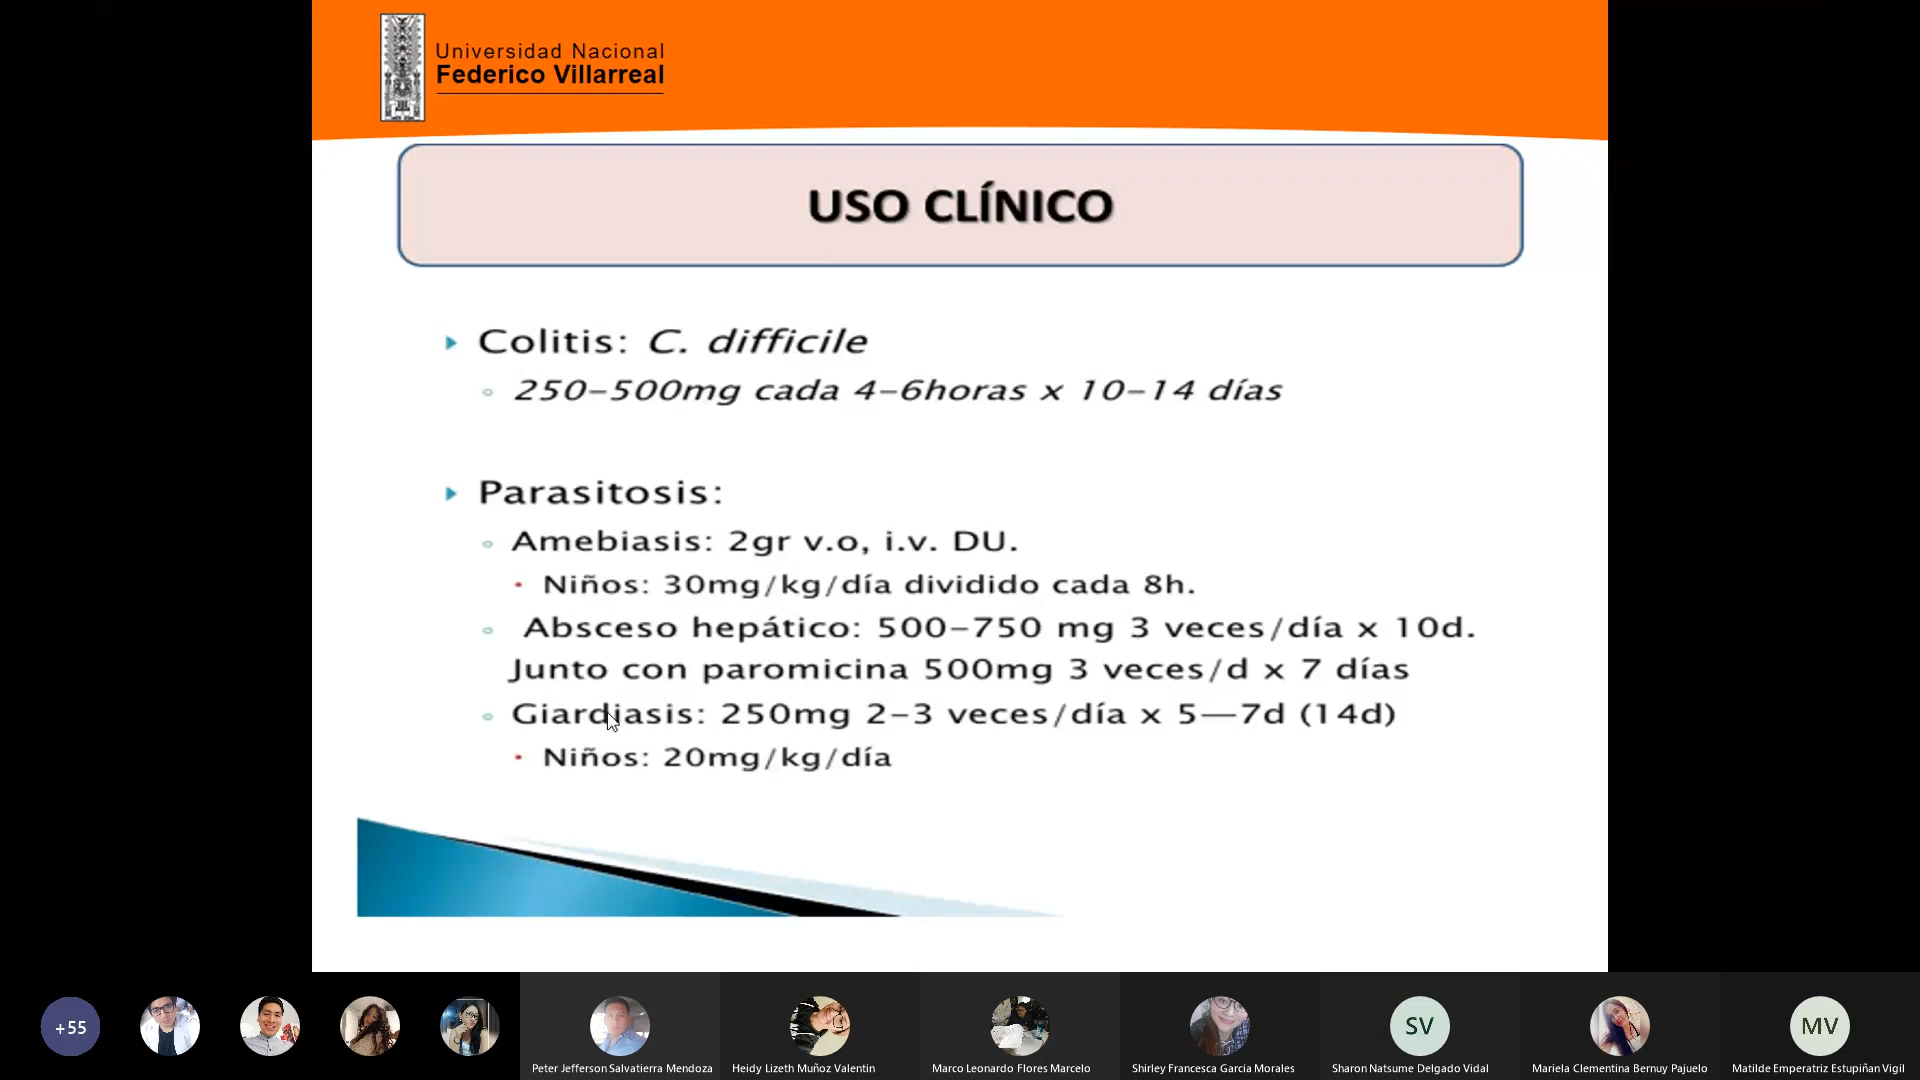 Universidad Nacional
Federico Villarreal
USO CLÍNICO
Colitis: C. difficile
250-500mg cada 4-6horas x 10-14 días
Parasitosis:
Amebiasis: 2gr v.o, i.v. DU.
Niños: 30mg/kg/día dividido cada 8h.
Absceso hepático: 500-750 mg 3 veces/día x 10d.
Junto con paromicina 500mg 3 veces/d x 7 días
Giardiasis: 250mg 2-3 veces/día x 5—7d (14d)
Niños: 20mg/kg/día
+55
SV
MV
Peter Jefferson Salvatierra Mendoza
Heidy Lizeth Muñoz Valentin
Marco Leonardo Flores Marcelo
Shirley Francesca Garcia Morales
Sharon Natsume Delgado Vidal
Mariela Clementina Bernuy Pajuelo
Matilde Emperatriz Estupiñan Vigil